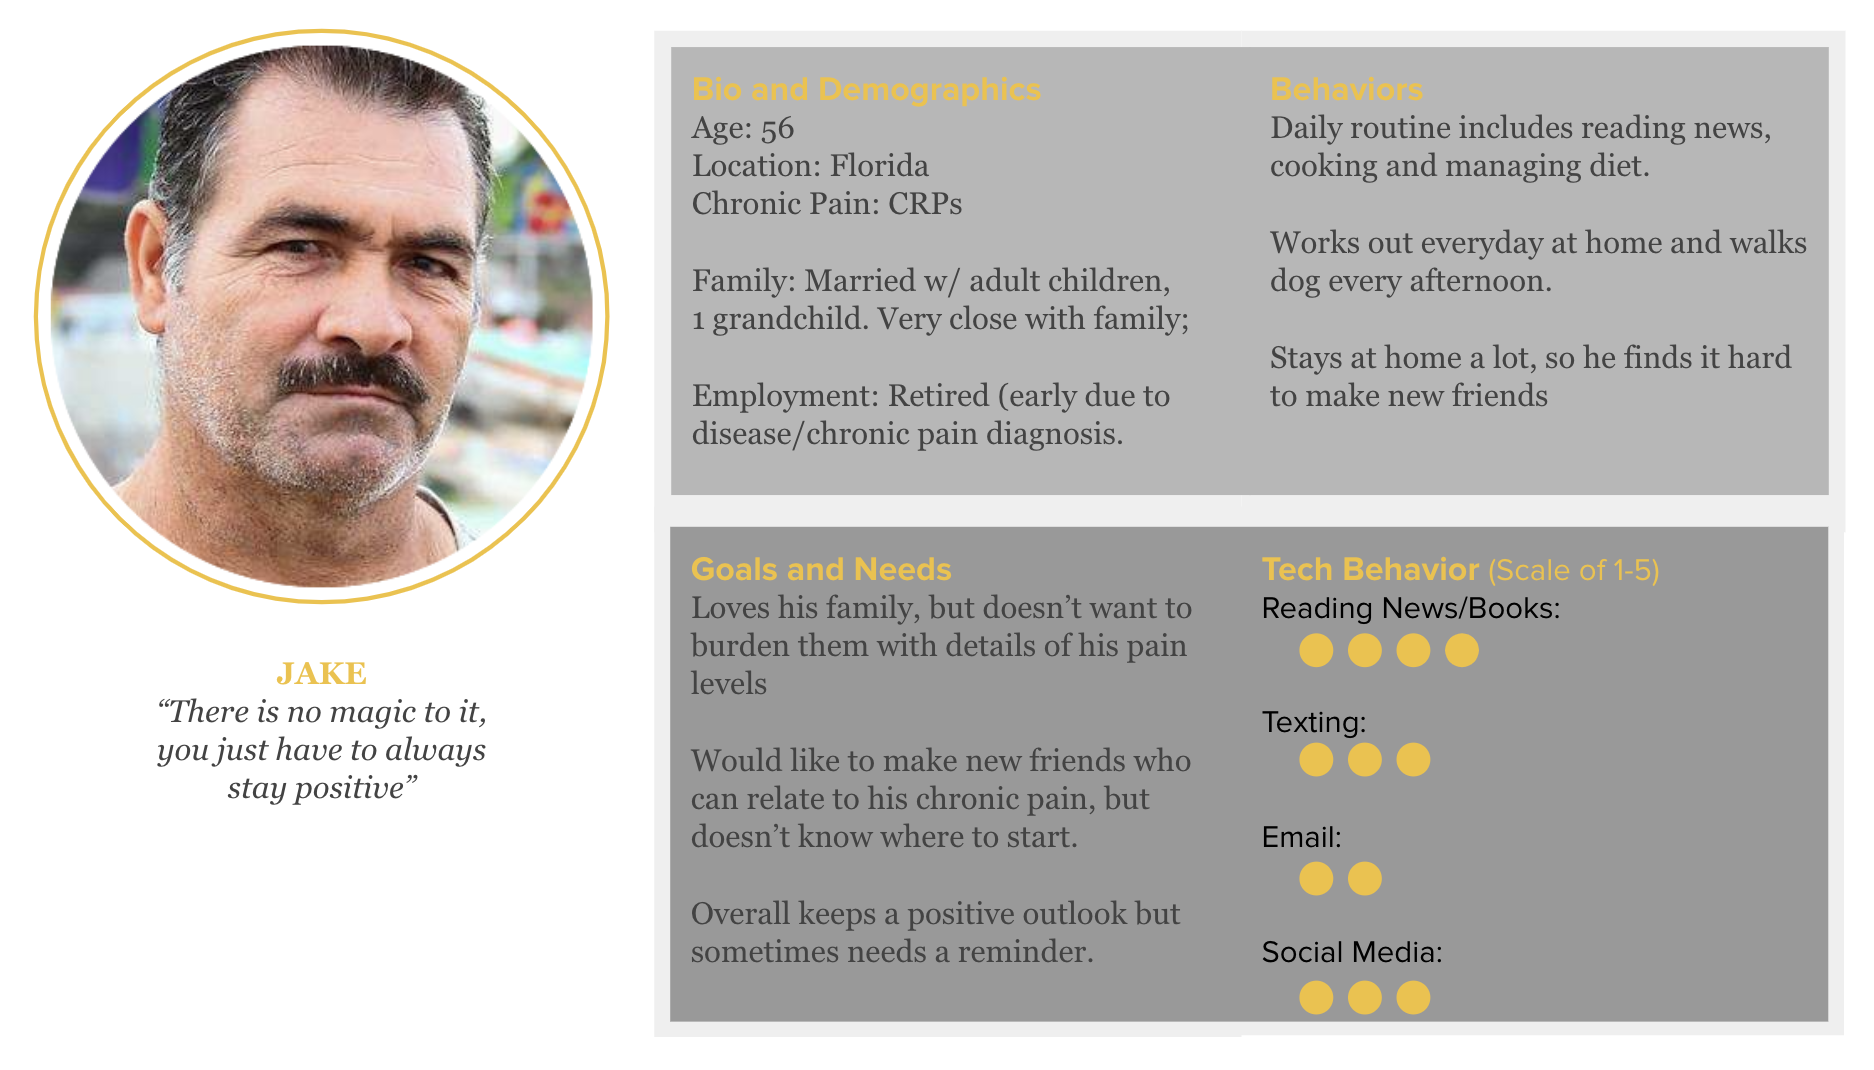 JAKE
“There is no magic to it,
you just have to always
stay positive”
Bio and Demographics
Age: 56
Location: Florida
Chronic Pain: CRPs
Family: Married w/ adult children,
1 grandchild. Very close with family;
Employment: Retired (early due to
disease/chronic pain diagnosis.
Behaviors
Daily routine includes reading news,
cooking and managing diet.
Works out everyday at home and walks
dog every afternoon.
Stays at home a lot, so he finds it hard
to make new friends
Goals and Needs
Loves his family, but doesn’t want to
burden them with details of his pain
levels
Would like to make new friends who
can relate to his chronic pain, but
doesn’t know where to start.
Overall keeps a positive outlook but
sometimes needs a reminder.
Tech Behavior (Scale of 1-5)
Reading News/Books:
Texting:
Email:
Social Media: